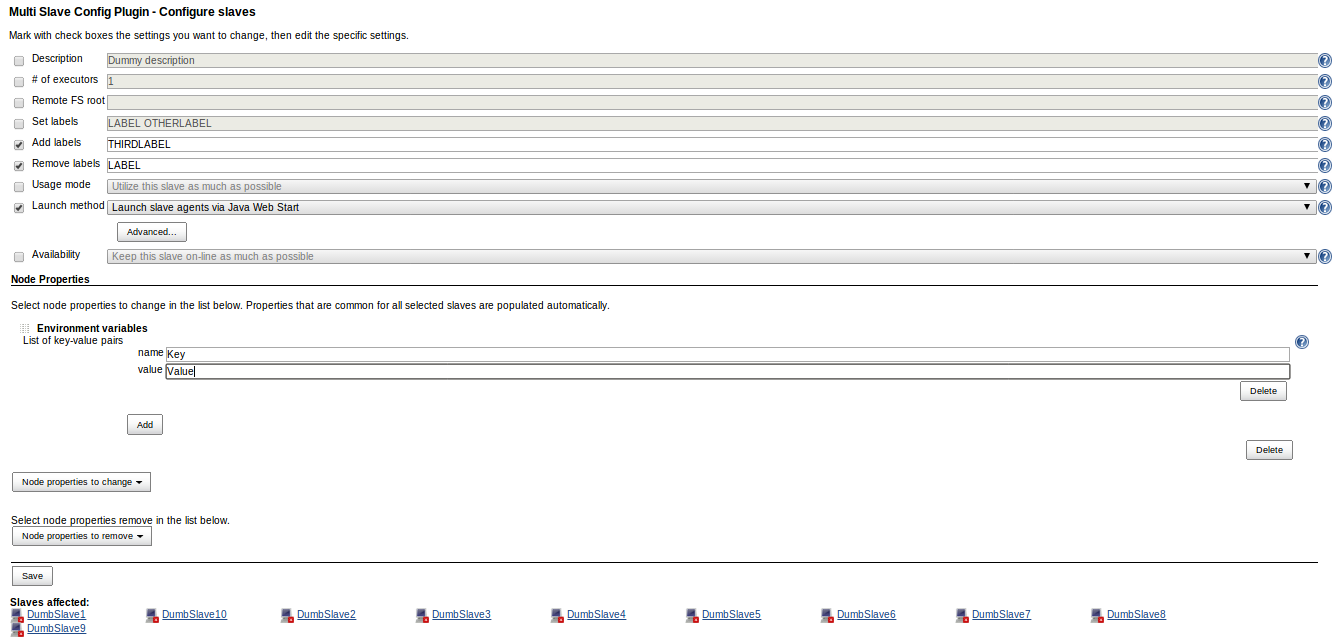 Multi Slave Config Plugin - Configure slaves
Mark with check boxes the settings you want to change, then edit the specific settings.
Description Dummy description
# of executors 1
Remote FS root
Set labels LABEL OTHERLABEL
Add labels THIRDLABEL
Remove labels LABEL
Usage mode Utilize this slave as much as possible
Launch method Launch slave agents via Java Web Start
Advanced...
Availability Keep this slave on-line as much as possible
Node Properties
Select node properties to change in the list below. Properties that are common for all selected slaves are populated automatically.
Environment variables
List of key-value pairs
name Key
value Value
Delete
Add
Delete
Node properties to change
Select node properties remove in the list below.
Node properties to remove
Save
Slaves affected:
DumbSlave1 DumbSlave10 DumbSlave2 DumbSlave3 DumbSlave4 DumbSlave5 DumbSlave6 DumbSlave7 DumbSlave8
DumbSlave9